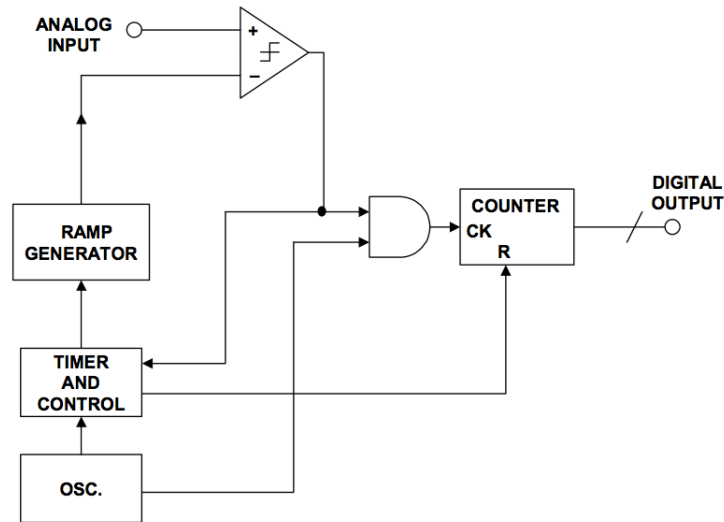 ANALOG
INPUT
+
−
RAMP
GENERATOR
COUNTER
CK
R
DIGITAL
OUTPUT
TIMER
AND
CONTROL
OSC.